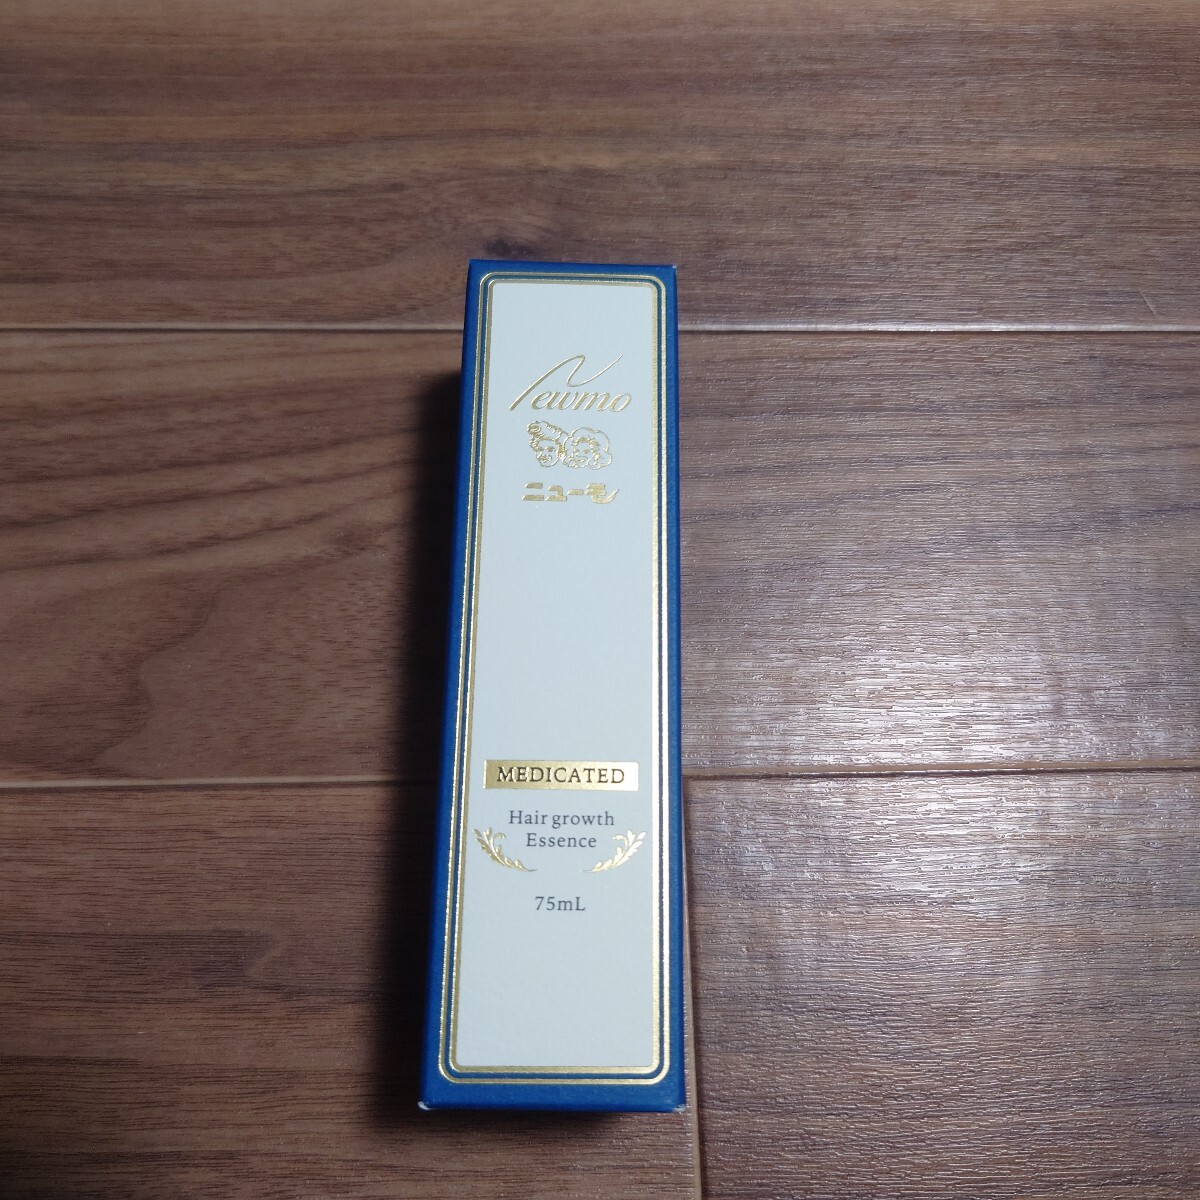 Newmo
ニューモ
MEDICATED
Hair growth
Essence
75mL